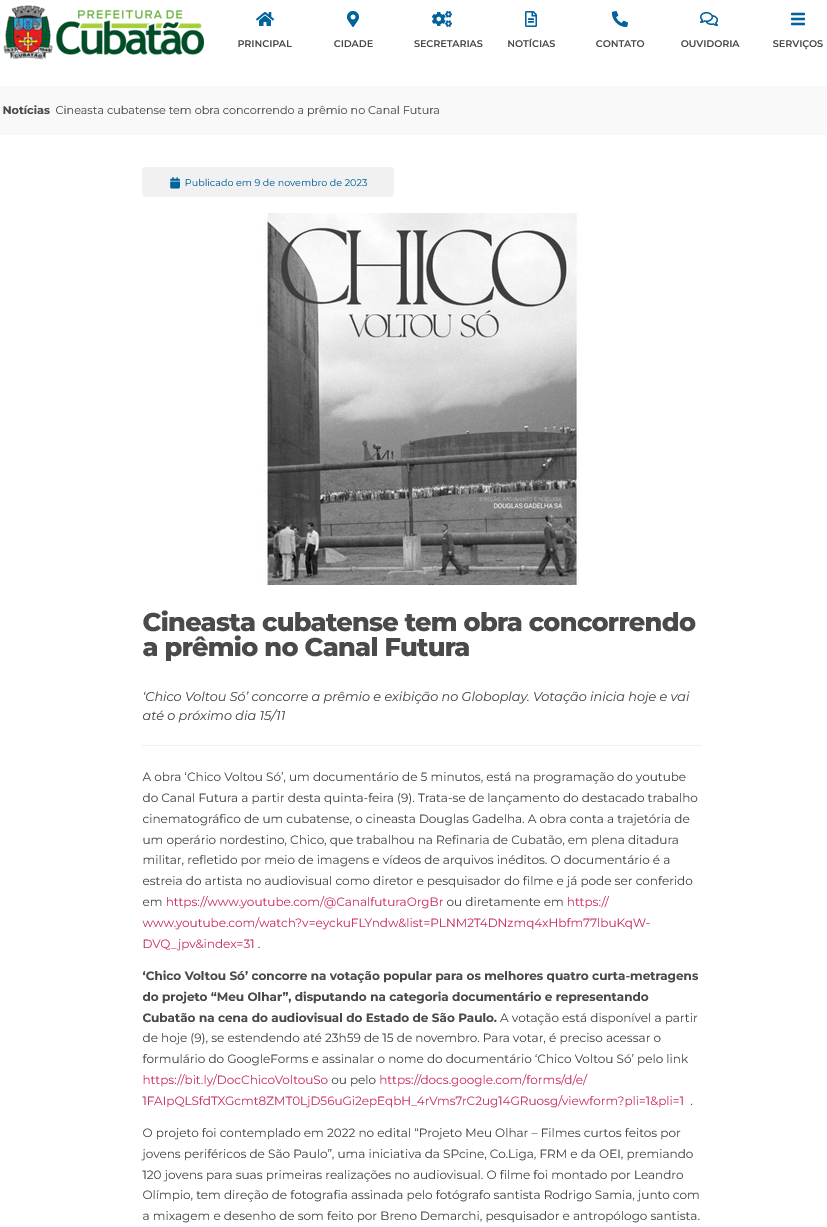 PREFEITURA DE
Cubatão
CUBATÃO
PRINCIPAL
CIDADE
SECRETARIAS
NOTÍCIAS
CONTATO
OUVIDORIA
SERVIÇOS
Notícias Cineasta cubatense tem obra concorrendo a prêmio no Canal Futura
Publicado em 9 de novembro de 2023
CHICO
VOLTOU SÓ
DOUGLAS GADELHA SÁ
Cineasta cubatense tem obra concorrendo
a prêmio no Canal Futura
‘Chico Voltou Só’ concorre a prêmio e exibição no Globoplay. Votação inicia hoje e vai
até o próximo dia 15/11
A obra ‘Chico Voltou Só’, um documentário de 5 minutos, está na programação do youtube
do Canal Futura a partir desta quinta-feira (9). Trata-se de lançamento do destacado trabalho
cinematográfico de um cubatense, o cineasta Douglas Gadelha. A obra conta a trajetória de
um operário nordestino, Chico, que trabalhou na Refinaria de Cubatão, em plena ditadura
militar, refletido por meio de imagens e vídeos de arquivos inéditos. O documentário é a
estreia do artista no audiovisual como diretor e pesquisador do filme e já pode ser conferido
em https://www.youtube.com/@CanalfuturaOrgBr ou diretamente em https://
www.youtube.com/watch?v=eyckuFLYndw&list=PLNM2T4DNzmq4xHbfm77lbuKqW-
DVQ_jpv&index=31 .
‘Chico Voltou Só’ concorre na votação popular para os melhores quatro curta-metragens
do projeto “Meu Olhar”, disputando na categoria documentário e representando
Cubatão na cena do audiovisual do Estado de São Paulo. A votação está disponível a partir
de hoje (9), se estendendo até 23h59 de 15 de novembro. Para votar, é preciso acessar o
formulário do GoogleForms e assinalar o nome do documentário ‘Chico Voltou Só’ pelo link
https://bit.ly/DocChicoVoltouSo ou pelo https://docs.google.com/forms/d/e/
1FAIpQLSfdTXGcmt8ZMT0LjD56uGi2epEqbH_4rVms7rC2ug14GRuosg/viewform?pli=1&pli=1 .
O projeto foi contemplado em 2022 no edital “Projeto Meu Olhar – Filmes curtos feitos por
jovens periféricos de São Paulo”, uma iniciativa da SPcine, Co.Liga, FRM e da OEI, premiando
120 jovens para suas primeiras realizações no audiovisual. O filme foi montado por Leandro
Olímpio, tem direção de fotografia assinada pelo fotógrafo santista Rodrigo Samia, junto com
a mixagem e desenho de som feito por Breno Demarchi, pesquisador e antropólogo santista.